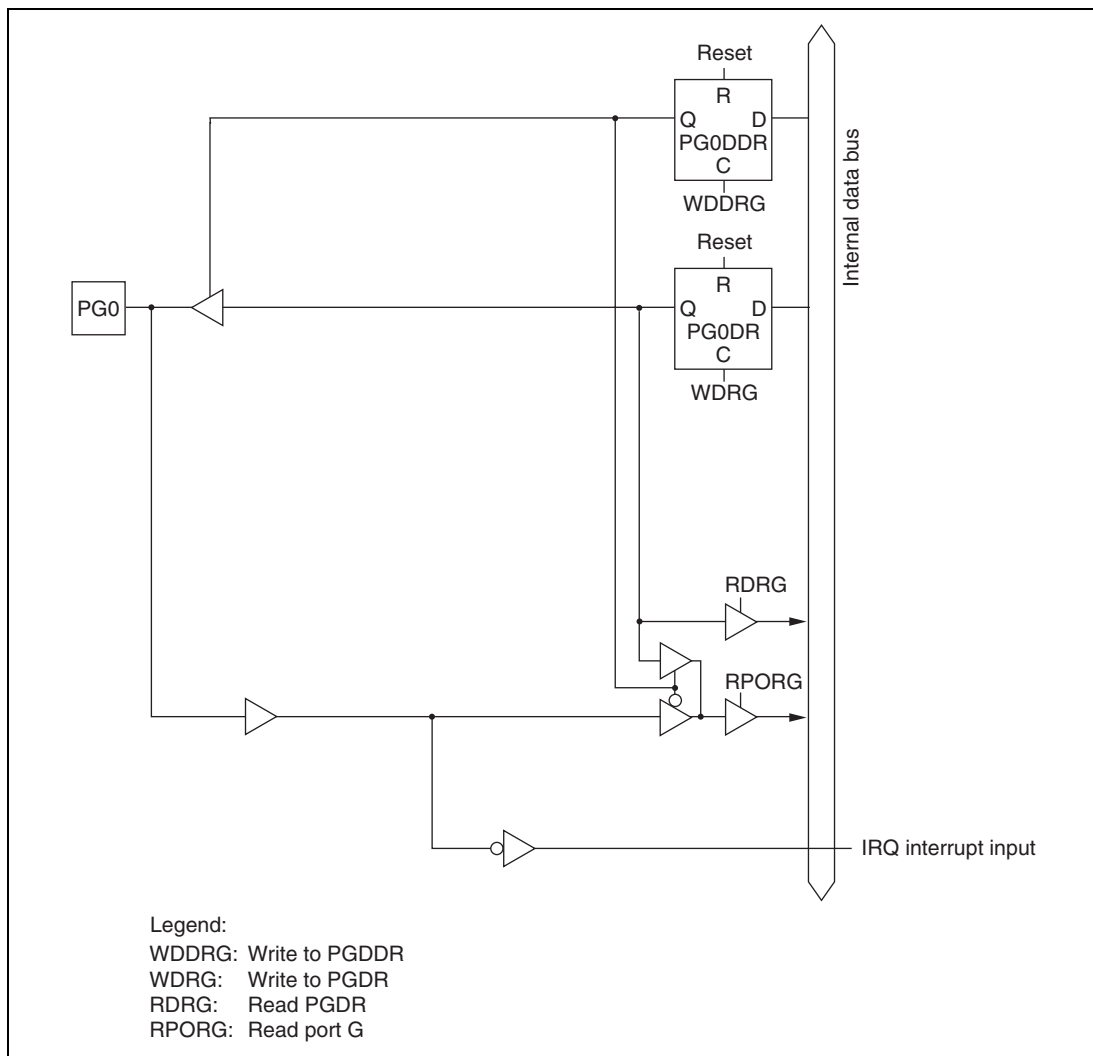 Reset
R
Q D
PG0DDR
C
WDDRG
Internal data bus
Reset
R
PG0
Q D
PG0DR
C
WDRG
RDRG
RPORG
IRQ interrupt input
Legend:
WDDRG: Write to PGDDR
WDRG: Write to PGDR
RDRG: Read PGDR
RPORG: Read port G